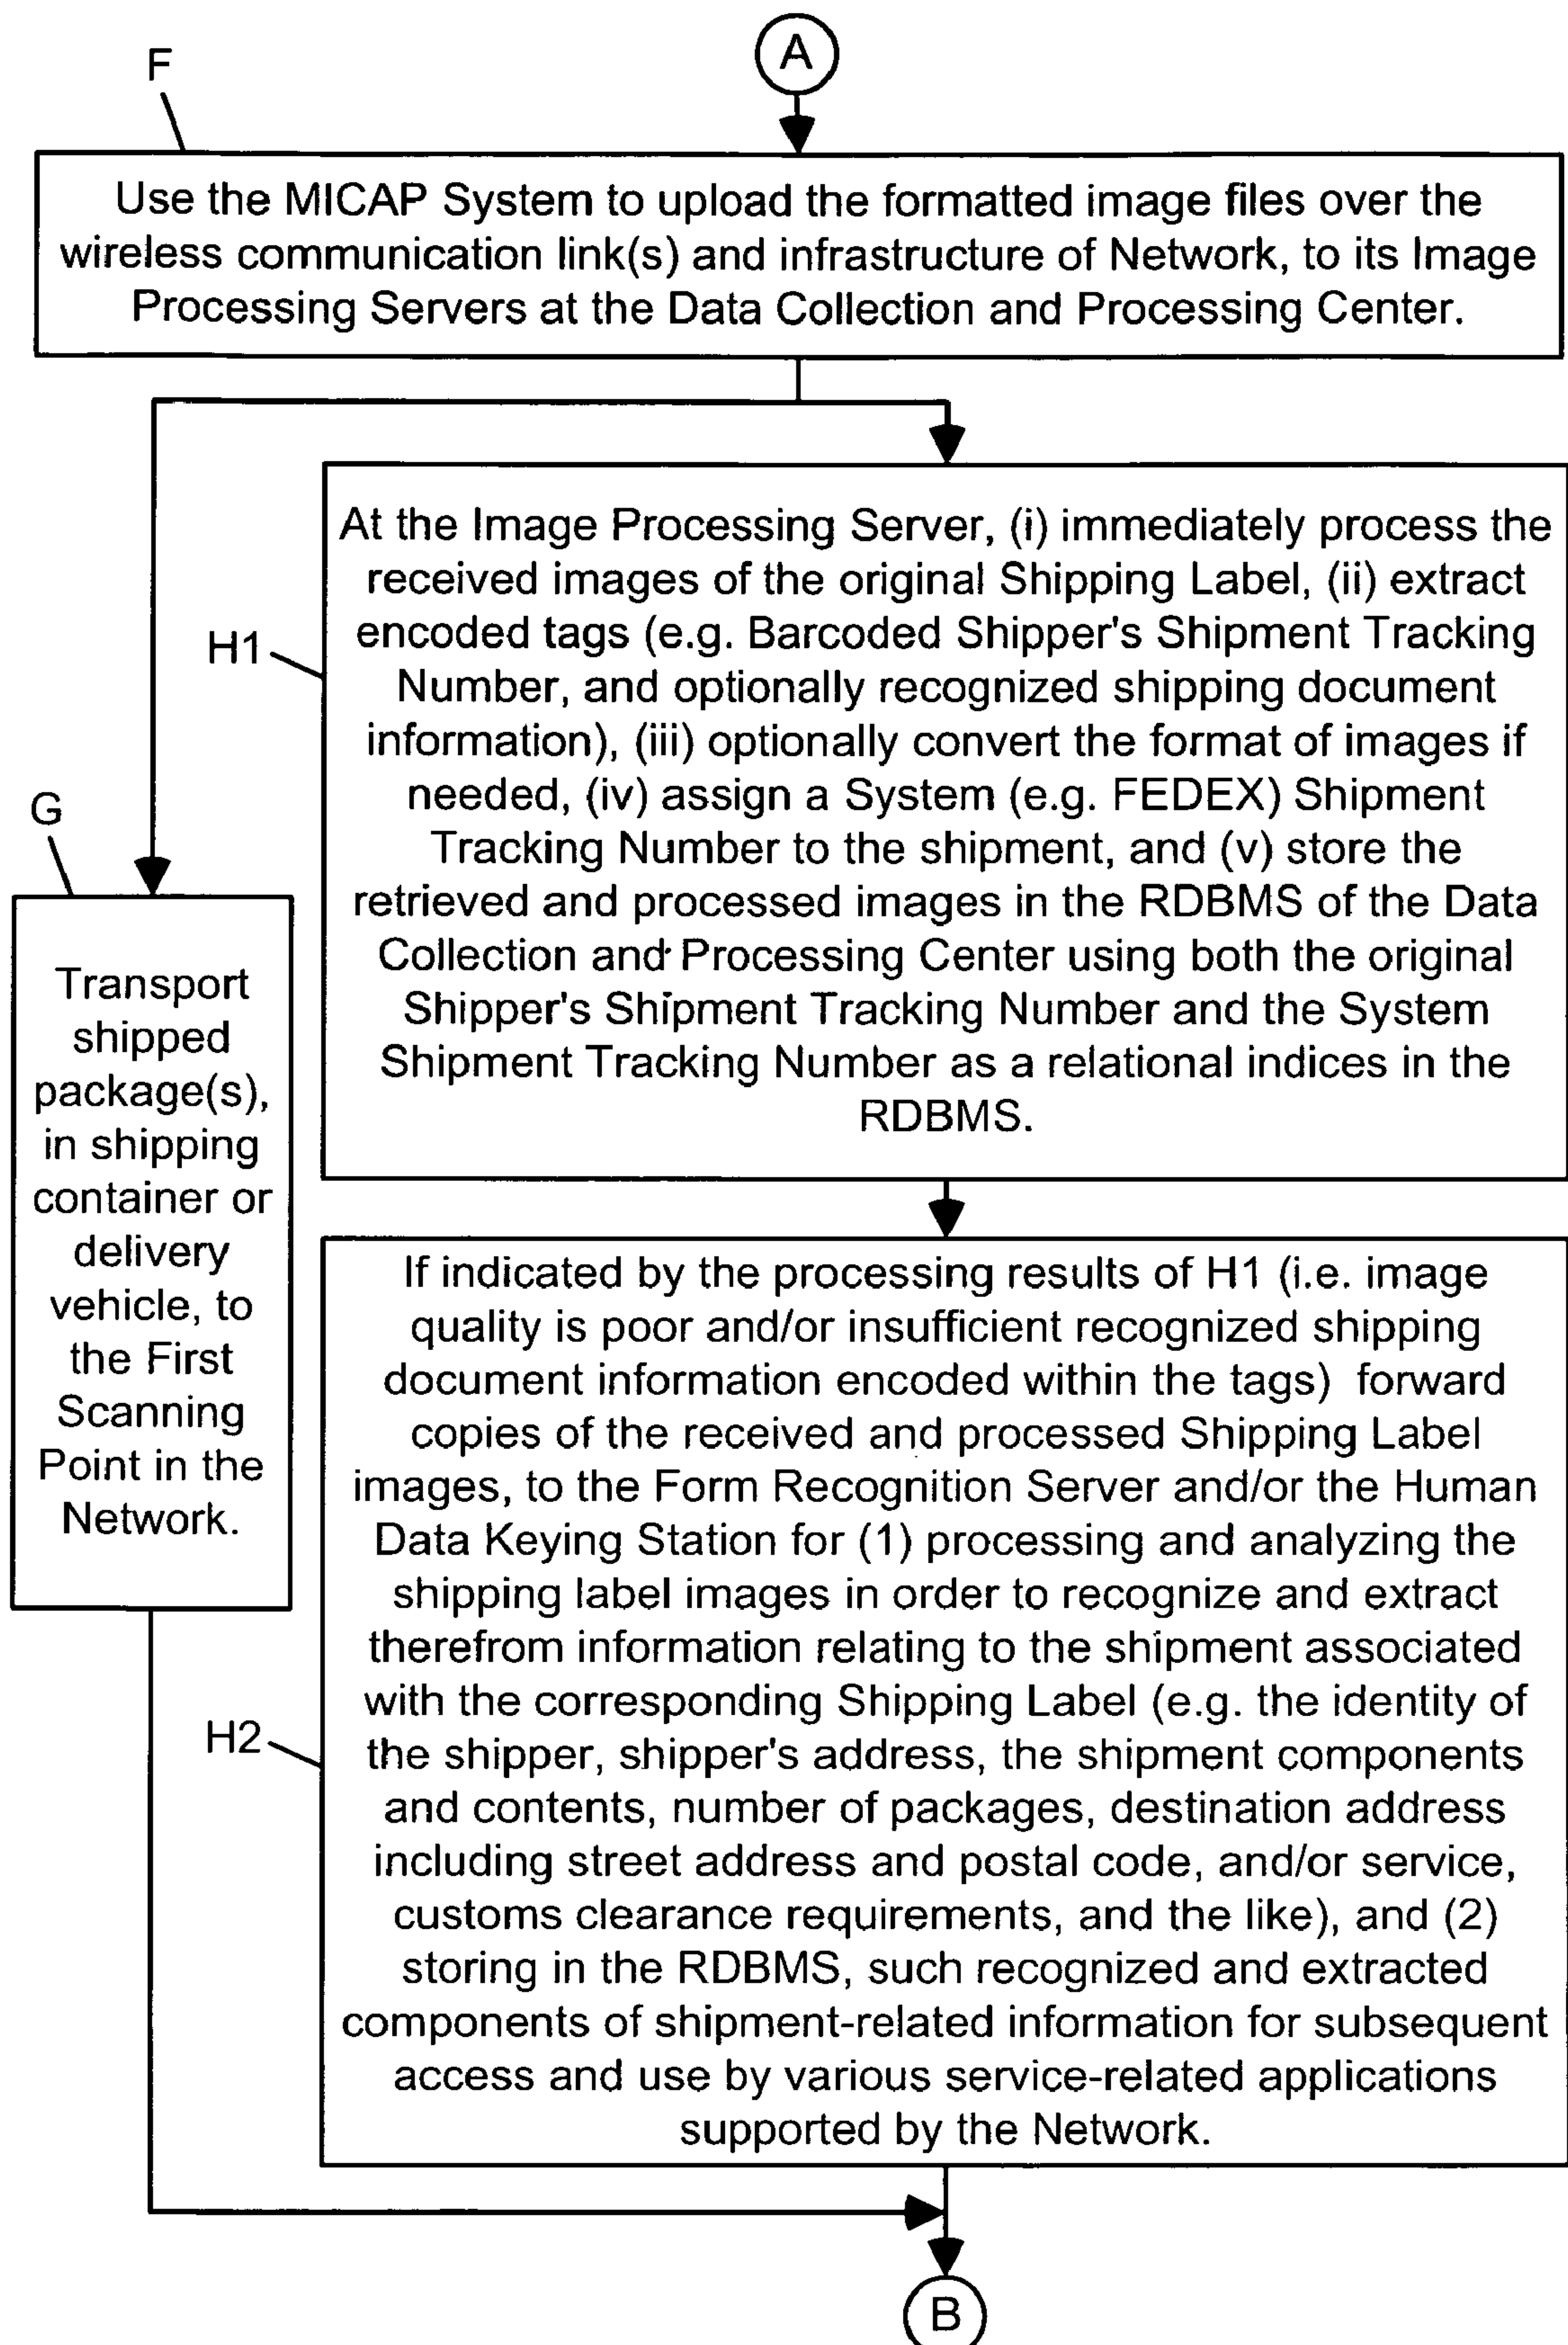 A
F
Use the MICAP System to upload the formatted image files over the
wireless communication link(s) and infrastructure of Network, to its Image
Processing Servers at the Data Collection and Processing Center.
H1
At the Image Processing Server, (i) immediately process the
received images of the original Shipping Label, (ii) extract
encoded tags (e.g. Barcoded Shipper's Shipment Tracking
Number, and optionally recognized shipping document
information), (iii) optionally convert the format of images if
needed, (iv) assign a System (e.g. FEDEX) Shipment
Tracking Number to the shipment, and (v) store the
retrieved and processed images in the RDBMS of the Data
Collection and Processing Center using both the original
Shipper's Shipment Tracking Number and the System
Shipment Tracking Number as a relational indices in the
RDBMS.
G
Transport
shipped
package(s),
in shipping
container or
delivery
vehicle, to
the First
Scanning
Point in the
Network.
H2
If indicated by the processing results of H1 (i.e. image
quality is poor and/or insufficient recognized shipping
document information encoded within the tags) forward
copies of the received and processed Shipping Label
images, to the Form Recognition Server and/or the Human
Data Keying Station for (1) processing and analyzing the
shipping label images in order to recognize and extract
therefrom information relating to the shipment associated
with the corresponding Shipping Label (e.g. the identity of
the shipper, shipper's address, the shipment components
and contents, number of packages, destination address
including street address and postal code, and/or service,
customs clearance requirements, and the like), and (2)
storing in the RDBMS, such recognized and extracted
components of shipment-related information for subsequent
access and use by various service-related applications
supported by the Network.
B